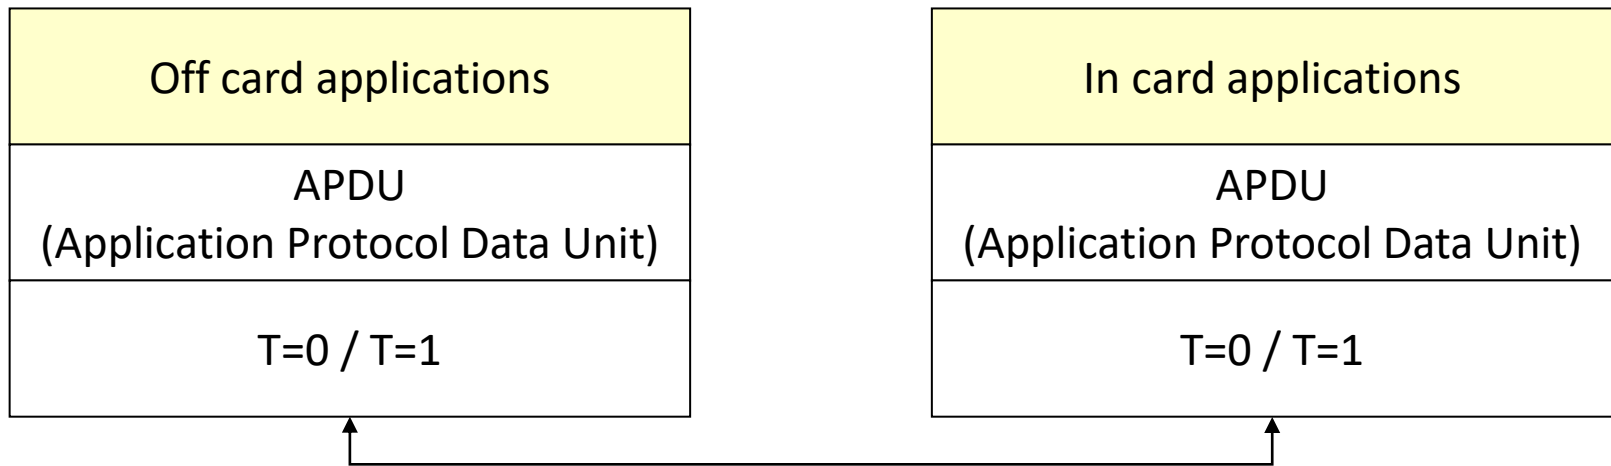 Off card applications
APDU
(Application Protocol Data Unit)
T=0 / T=1
In card applications
APDU
(Application Protocol Data Unit)
T=0 / T=1